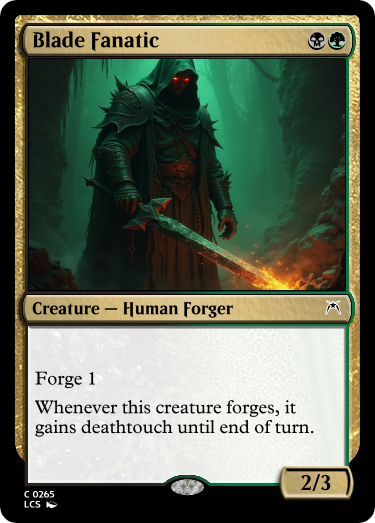 Blade Fanatic
Creature — Human Forger
Forge 1
Whenever this creature forges, it
gains deathtouch until end of turn.
2/3
C 0265
LCS